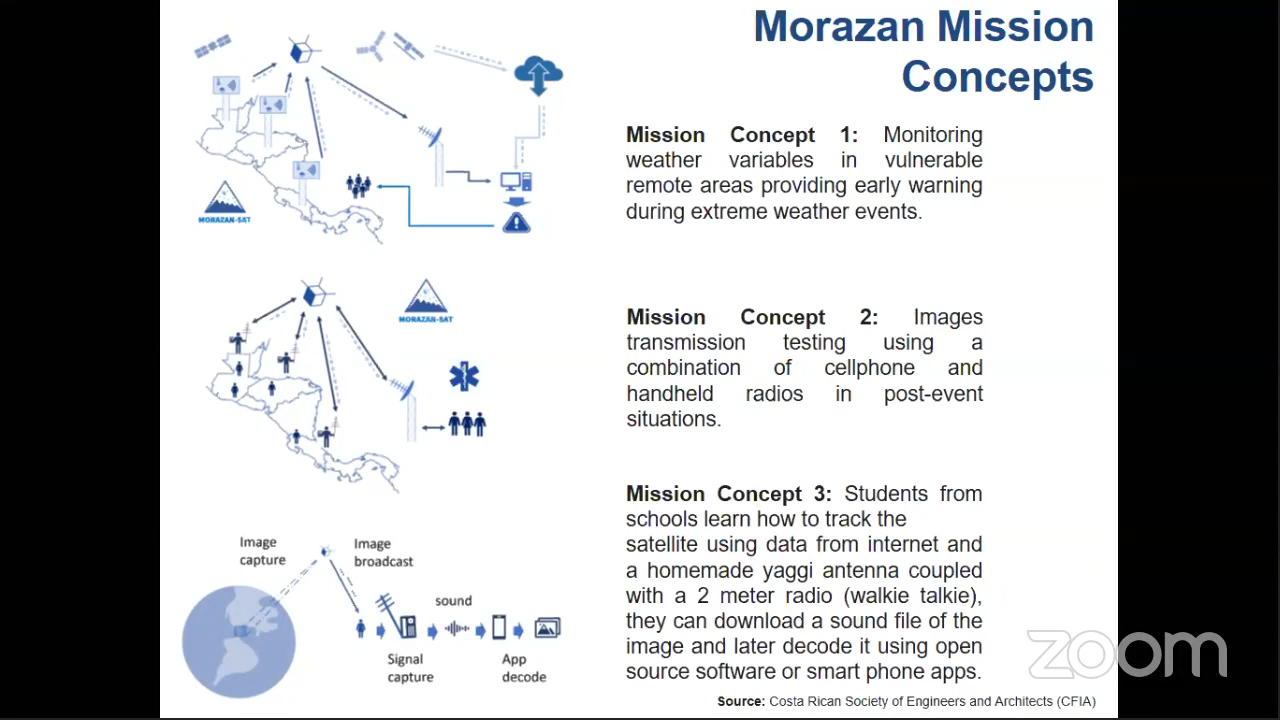 Morazan Mission
Concepts
Mission Concept 1: Monitoring
weather variables in vulnerable
remote areas providing early warning
during extreme weather events.
MORAZAN-SAT
MORAZAN-SAT
Mission Concept 2: Images
transmission testing using a
combination of cellphone and
handheld radios in post-event
situations.
Mission Concept 3: Students from
schools learn how to track the
satellite using data from internet and
a homemade yaggi antenna coupled
with a 2 meter radio (walkie talkie),
they can download a sound file of the
image and later decode it using open
source software or smart phone apps.
Image
capture
Image
broadcast
sound
Signal
capture
App
decode
zoom
Source: Costa Rican Society of Engineers and Architects (CFIA)